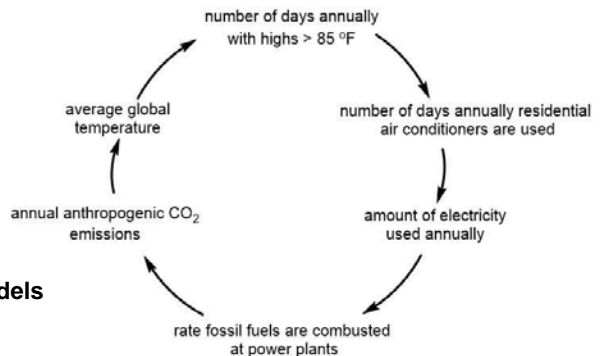 number of days annually
with highs > 85 ºF
average global
temperature
number of days annually residential
air conditioners are used
annual anthropogenic CO₂
emissions
amount of electricity
used annually
dels
rate fossil fuels are combusted
at power plants